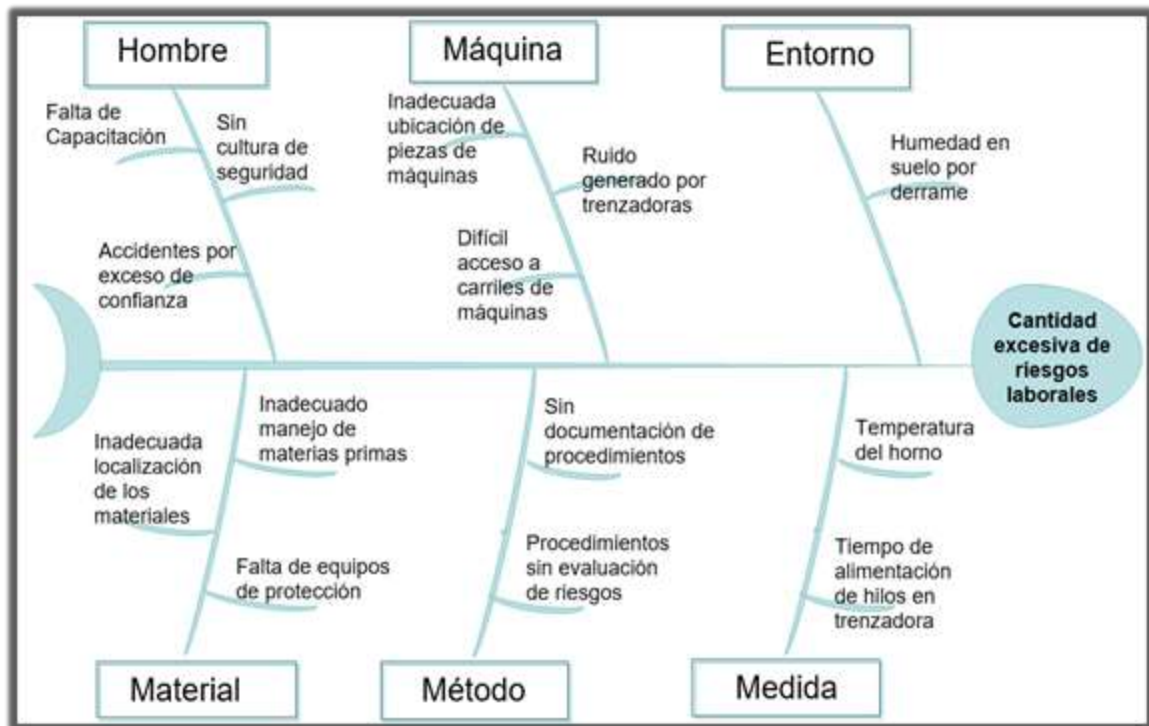 Hombre
Falta de
Capacitación
Sin
cultura de
seguridad
Accidentes por
exceso de
confianza
Máquina
Inadecuada
ubicación de
piezas de
máquinas
Ruido
generado por
trenzadoras
Difícil
acceso a
carriles de
máquinas
Entorno
Humedad en
suelo por
derrame
Cantidad
excesiva de
riesgos
laborales
Inadecuada
localización
de los
materiales
Inadecuado
manejo de
materias primas
Falta de equipos
de protección
Material
Sin
documentación de
procedimientos
Procedimientos
sin evaluación
de riesgos
Método
Temperatura
del horno
Tiempo de
alimentación
de hilos en
trenzadora
Medida